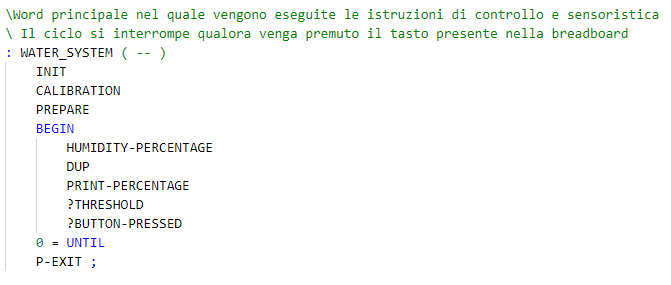 \Word principale nel quale vengono eseguite le istruzioni di controllo e sensoristica
\ Il ciclo si interrompe qualora venga premuto il tasto presente nella breadboard
: WATER_SYSTEM ( -- )
INIT
CALIBRATION
PREPARE
BEGIN
HUMIDITY-PERCENTAGE
DUP
PRINT-PERCENTAGE
?THRESHOLD
?BUTTON-PRESSED
0 = UNTIL
P-EXIT ;